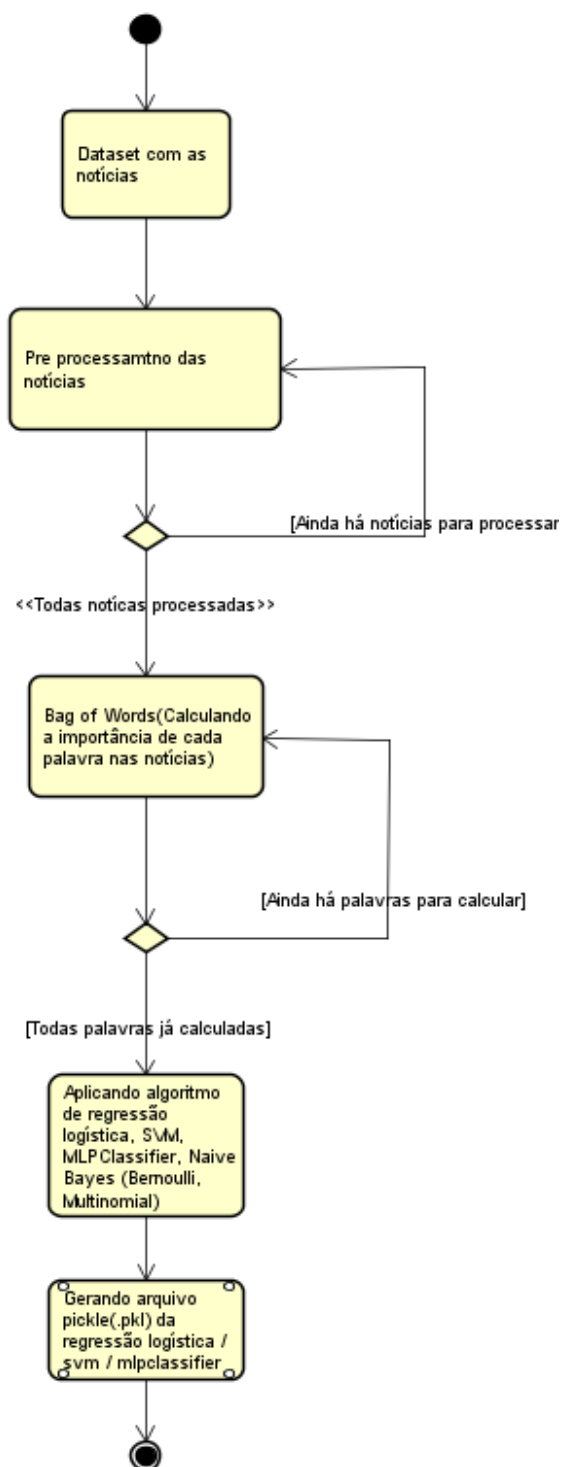 Dataset com as
notícias
Pre processamtno das
notícias
[Ainda há notícias para processar
<<Todas notícas processadas>>
Bag of Words(Calculando
a importância de cada
palavra nas notícias)
[Ainda há palavras para calcular]
[Todas palavras já calculadas]
Aplicando algoritmo
de regressão
logística, SVM,
MLPClassifier, Naive
Bayes (Bernoulli,
Multinomial)
Gerando arquivo
pickle(.pkl) da
regressão logística /
svm / mlpclassifier